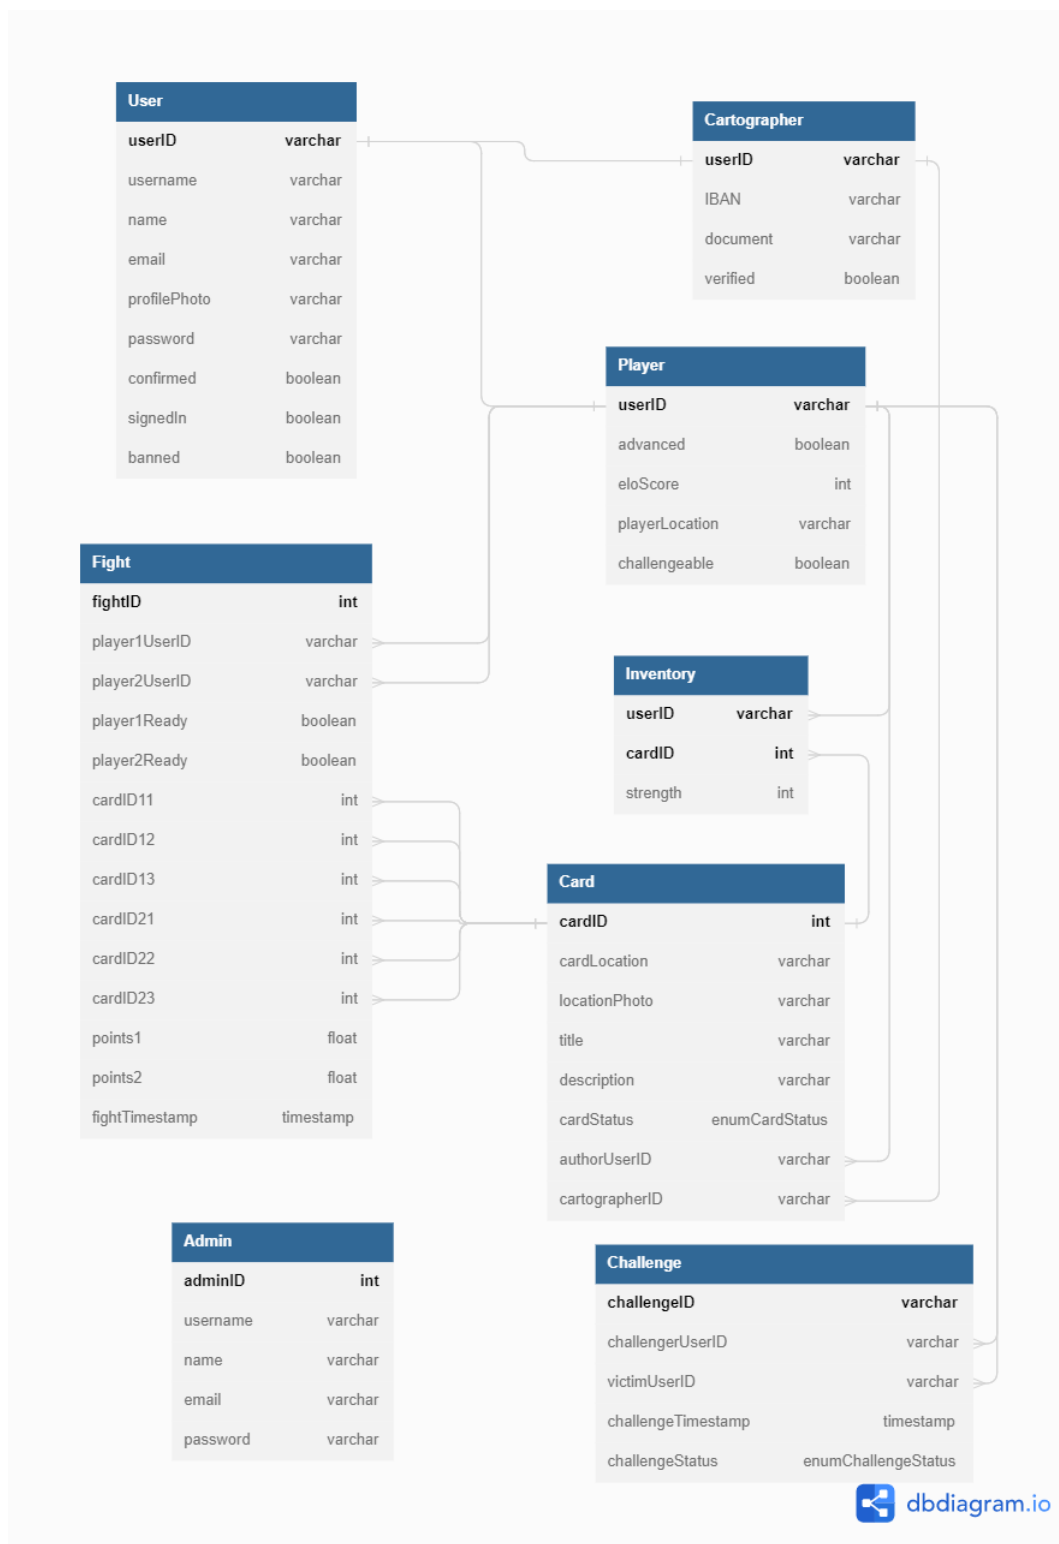 User
userID varchar
username varchar
name varchar
email varchar
profilePhoto varchar
password varchar
confirmed boolean
signedIn boolean
banned boolean
Cartographer
userID varchar
IBAN varchar
document varchar
verified boolean
Player
userID varchar
advanced boolean
eloScore int
playerLocation varchar
challengeable boolean
Fight
fightID int
player1UserID varchar
player2UserID varchar
player1Ready boolean
player2Ready boolean
cardID11 int
cardID12 int
cardID13 int
cardID21 int
cardID22 int
cardID23 int
points1 float
points2 float
fightTimestamp timestamp
Inventory
userID varchar
cardID int
strength int
Card
cardID int
cardLocation varchar
locationPhoto varchar
title varchar
description varchar
cardStatus enumCardStatus
authorUserID varchar
cartographerID varchar
Admin
adminID int
username varchar
name varchar
email varchar
password varchar
Challenge
challengeID varchar
challengerUserID varchar
victimUserID varchar
challengeTimestamp timestamp
challengeStatus enumChallengeStatus
dbdiagram.io